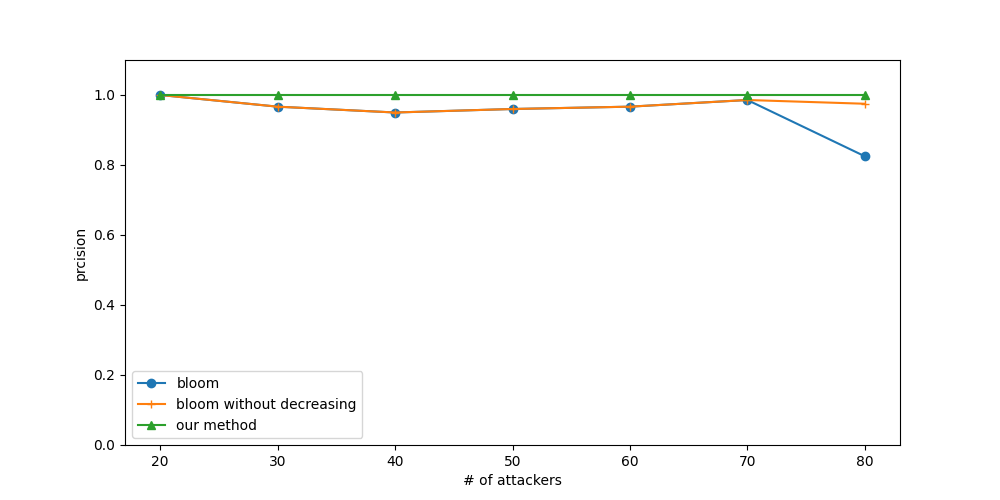 1.0
0.8
0.6
0.4
0.2
0.0
prcision
bloom
bloom without decreasing
our method
20 30 40 50 60 70 80
# of attackers